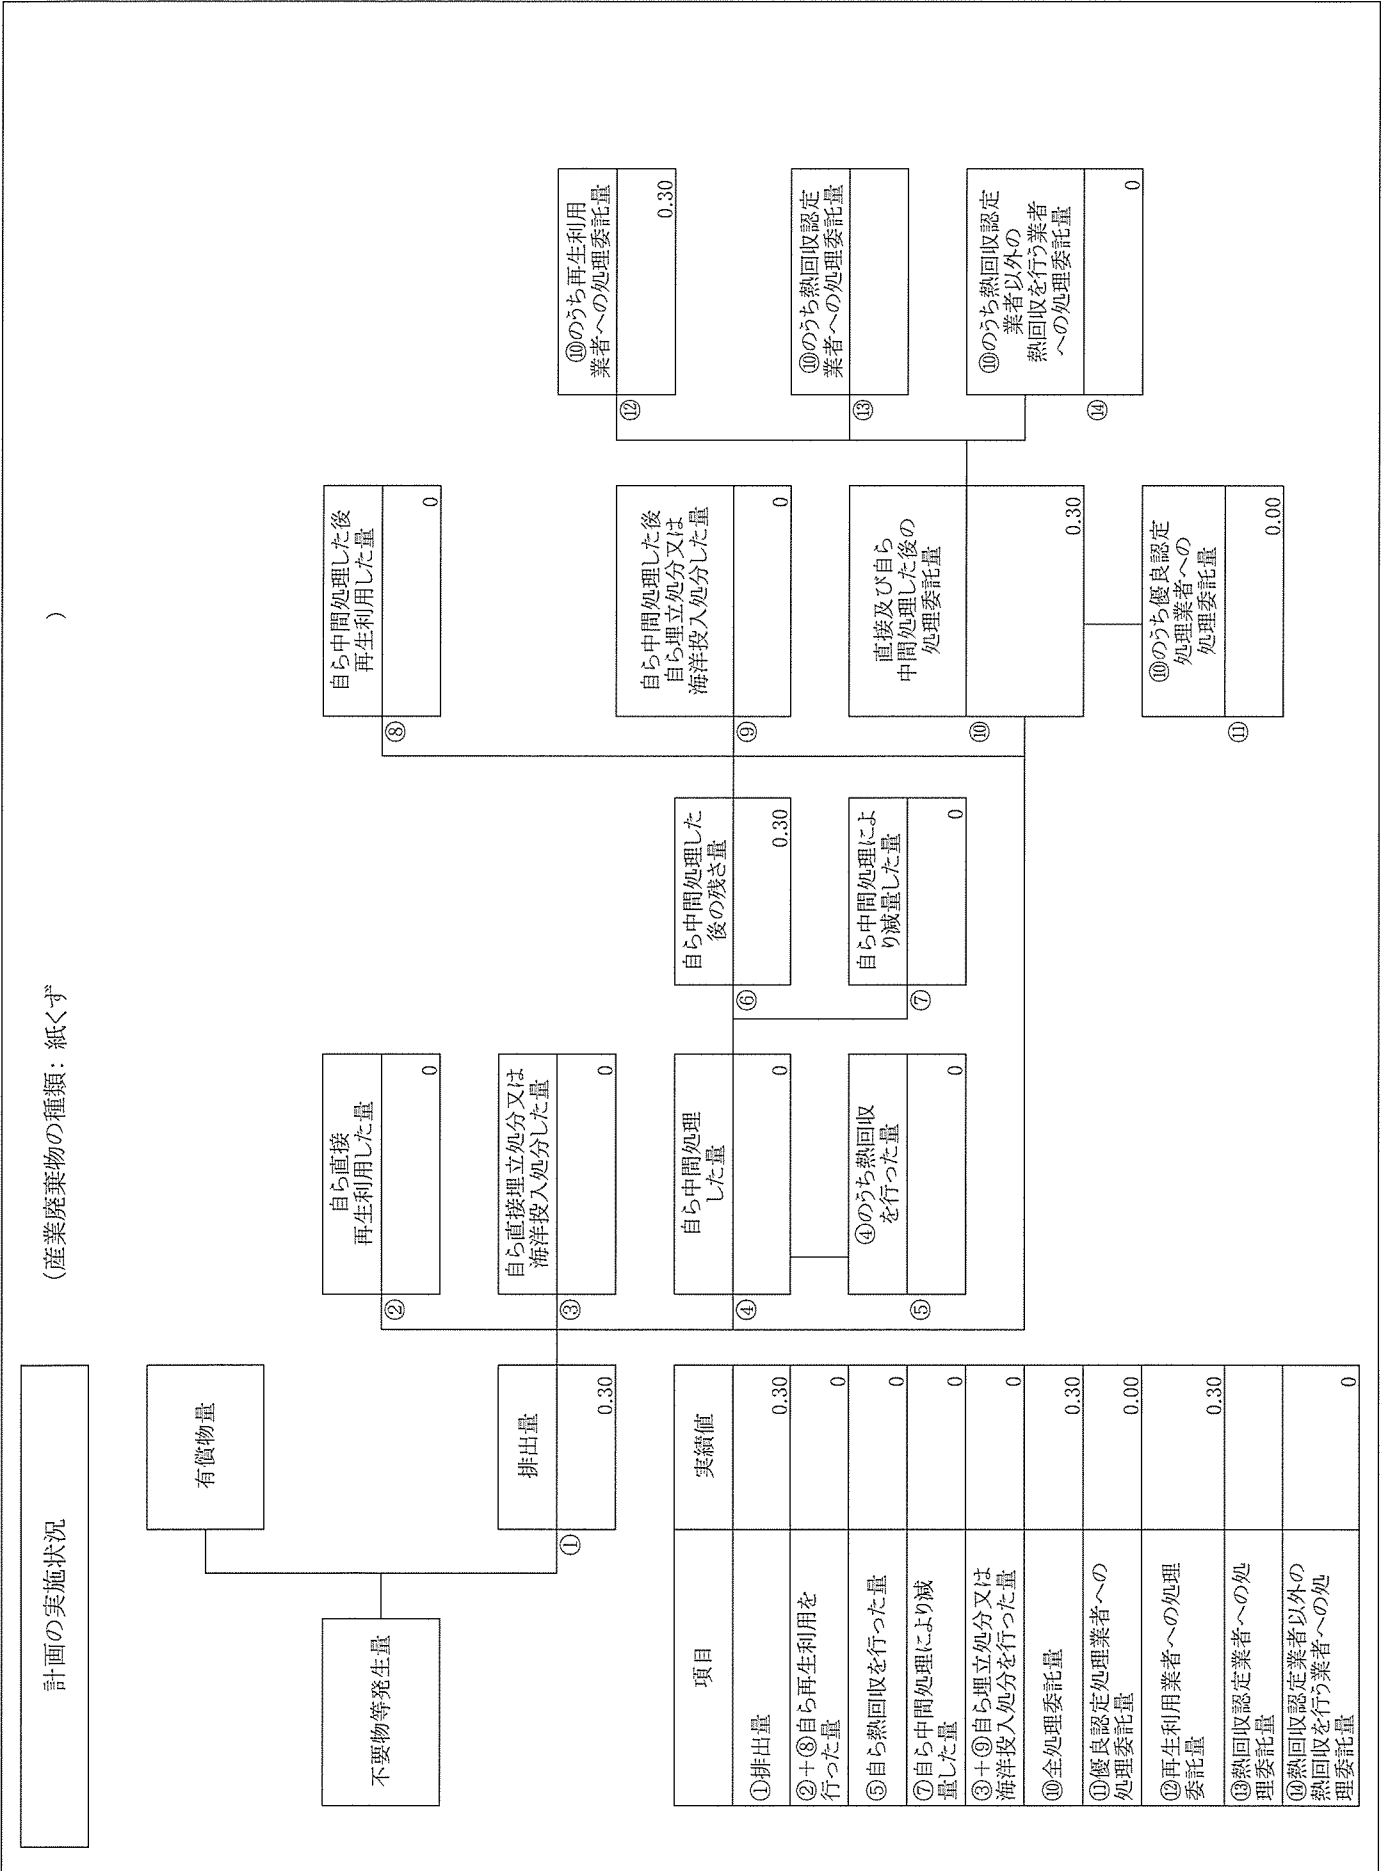 計画の実施状況
(産業廃棄物の種類: 紙くず
)
不要物等発生量
有償物量
排出量
①
0.30
自ら直接
再生利用した量
②
0
自ら直接埋立処分又は
海洋投入処分した量
③
0
自ら中間処理
した量
④
0
④のうち熱回収
を行った量
⑤
0
自ら中間処理した
後の残さ量
⑥
0.30
自ら中間処理によ
り減量した量
⑦
0
自ら中間処理した後
再生利用した量
⑧
0
自ら中間処理した後
自ら埋立処分又は
海洋投入処分した量
⑨
0
直接及び自ら
中間処理した後の
処理委託量
⑩
0.30
⑩のうち優良認定
処理業者への
処理委託量
⑪
0.00
⑩のうち再生利用
業者への処理委託量
⑫
0.30
⑩のうち熱回収認定
業者への処理委託量
⑬
⑩のうち熱回収認定
業者以外の
熱回収を行う業者
への処理委託量
⑭
0
項目
実績値
①排出量
0.30
②+⑧自ら再生利用を
行った量
0
⑤自ら熱回収を行った量
0
⑦自ら中間処理により減
量した量
0
③+⑨自ら埋立処分又は
海洋投入処分を行った量
0
⑩全処理委託量
0.30
⑪優良認定処理業者への
処理委託量
0.00
⑫再生利用業者への処理
委託量
0.30
⑬熱回収認定業者への処
理委託量
⑭熱回収認定業者以外の
熱回収を行う業者への処
理委託量
0